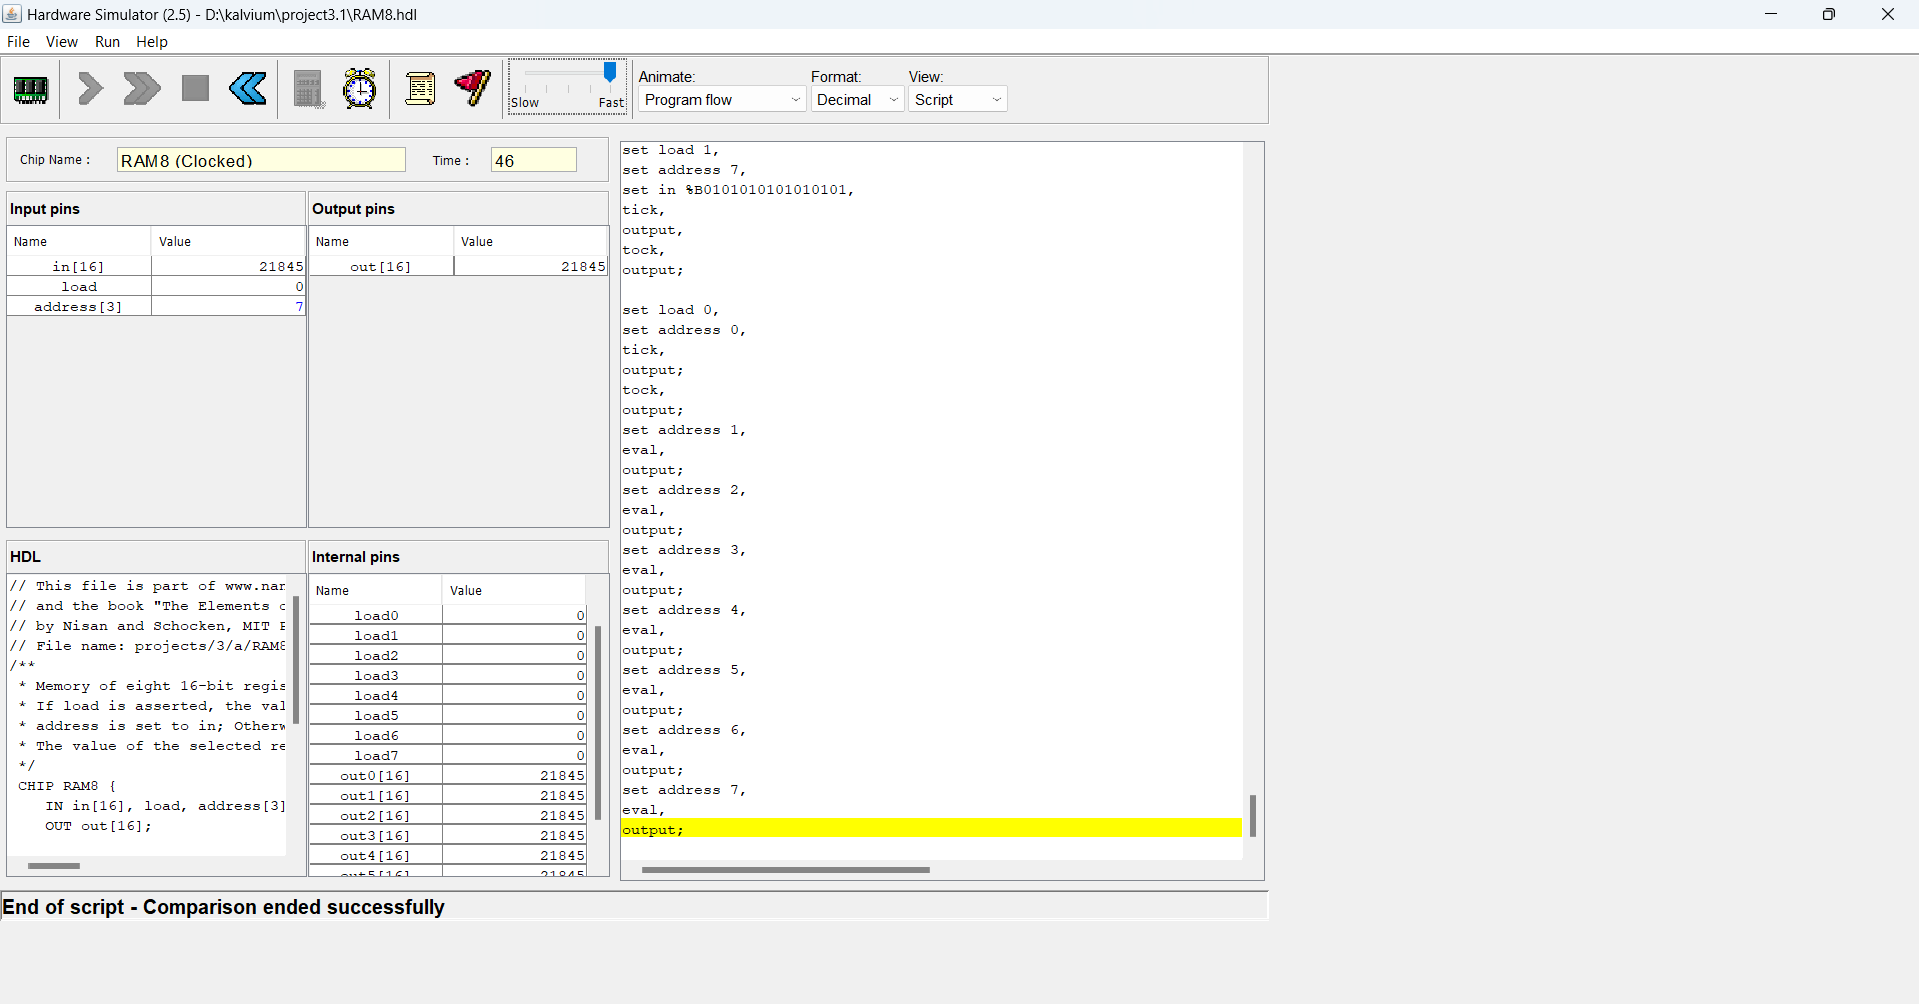 Hardware Simulator (2.5) - D:\kalvium\project3.1\RAM8.hdl
File View Run Help
Slow Fast
Animate: Format: View:
Program flow Decimal Script
Chip Name : RAM8 (Clocked) Time : 46
Input pins
Name Value
in[16] 21845
load 0
address[3] 7
Output pins
Name Value
out[16] 21845
HDL
// This file is part of
// and the book "The Elements
// by Nisan and Schocken, MIT
// File name: projects/3/a/RAM8
/**
* Memory of eight 16-bit
* If load is asserted, the
* address is set to in;
* The value of the selected
*/
CHIP RAM8 {
IN in[16], load, address[3]
OUT out[16];
Internal pins
Name Value
load0 0
load1 0
load2 0
load3 0
load4 0
load5 0
load6 0
load7 0
out0[16] 21845
out1[16] 21845
out2[16] 21845
out3[16] 21845
out4[16] 21845
out5[16] 21845
set load 1,
set address 7,
set in %B0101010101010101,
tick,
output,
tock,
output;
set load 0,
set address 0,
tick,
output;
tock,
output;
set address 1,
eval,
output;
set address 2,
eval,
output;
set address 3,
eval,
output;
set address 4,
eval,
output;
set address 5,
eval,
output;
set address 6,
eval,
output;
set address 7,
eval,
output;
End of script - Comparison ended successfully